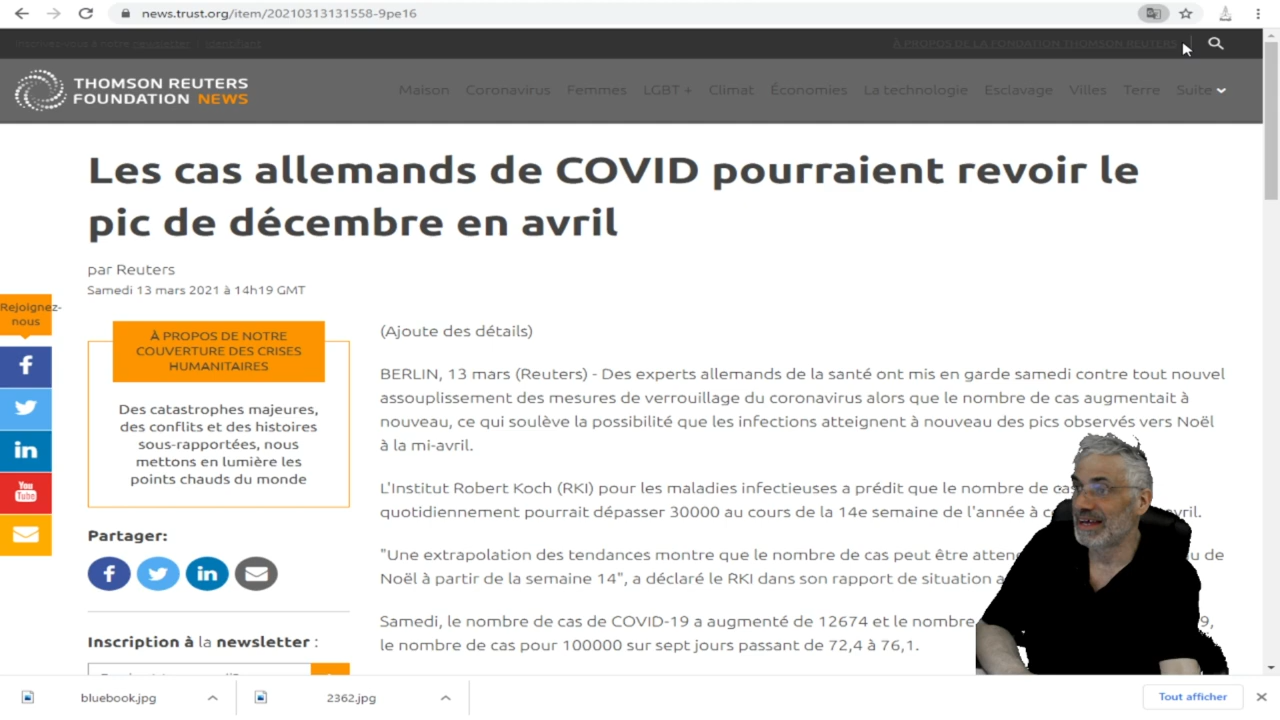 news.trust.org/item/20210313131558-9pe16
Inscrivez-vous à notre newsletter | Identifiant
À PROPOS DE LA FONDATION THOMSON REUTERS
THOMSON REUTERS
FOUNDATION NEWS
Maison Coronavirus Femmes LGBT + Climat Économies La technologie Esclavage Villes Terre Suite
Les cas allemands de COVID pourraient revoir le
pic de décembre en avril
par Reuters
Samedi 13 mars 2021 à 14h19 GMT
Rejoignez-
nous
À PROPOS DE NOTRE
COUVERTURE DES CRISES
HUMANITAIRES
Des catastrophes majeures,
des conflits et des histoires
sous-rapportées, nous
mettons en lumière les
points chauds du monde
Partager:
Inscription à la newsletter :
(Ajoute des détails)
BERLIN, 13 mars (Reuters) - Des experts allemands de la santé ont mis en garde samedi contre tout nouvel
assouplissement des mesures de verrouillage du coronavirus alors que le nombre de cas augmentait à
nouveau, ce qui soulève la possibilité que les infections atteignent à nouveau des pics observés vers Noël
à la mi-avril.
L'Institut Robert Koch (RKI) pour les maladies infectieuses a prédit que le nombre de
quotidiennement pourrait dépasser 30000 au cours de la 14e semaine de l'année à
"Une extrapolation des tendances montre que le nombre de cas peut être de
Noël à partir de la semaine 14", a déclaré le RKI dans son rapport de situation
Samedi, le nombre de cas de COVID-19 a augmenté de 12674 et le nombre 9,
le nombre de cas pour 100000 sur sept jours passant de 72,4 à 76,1.
You
Tube
bluebook.jpg
2362.jpg
Tout afficher